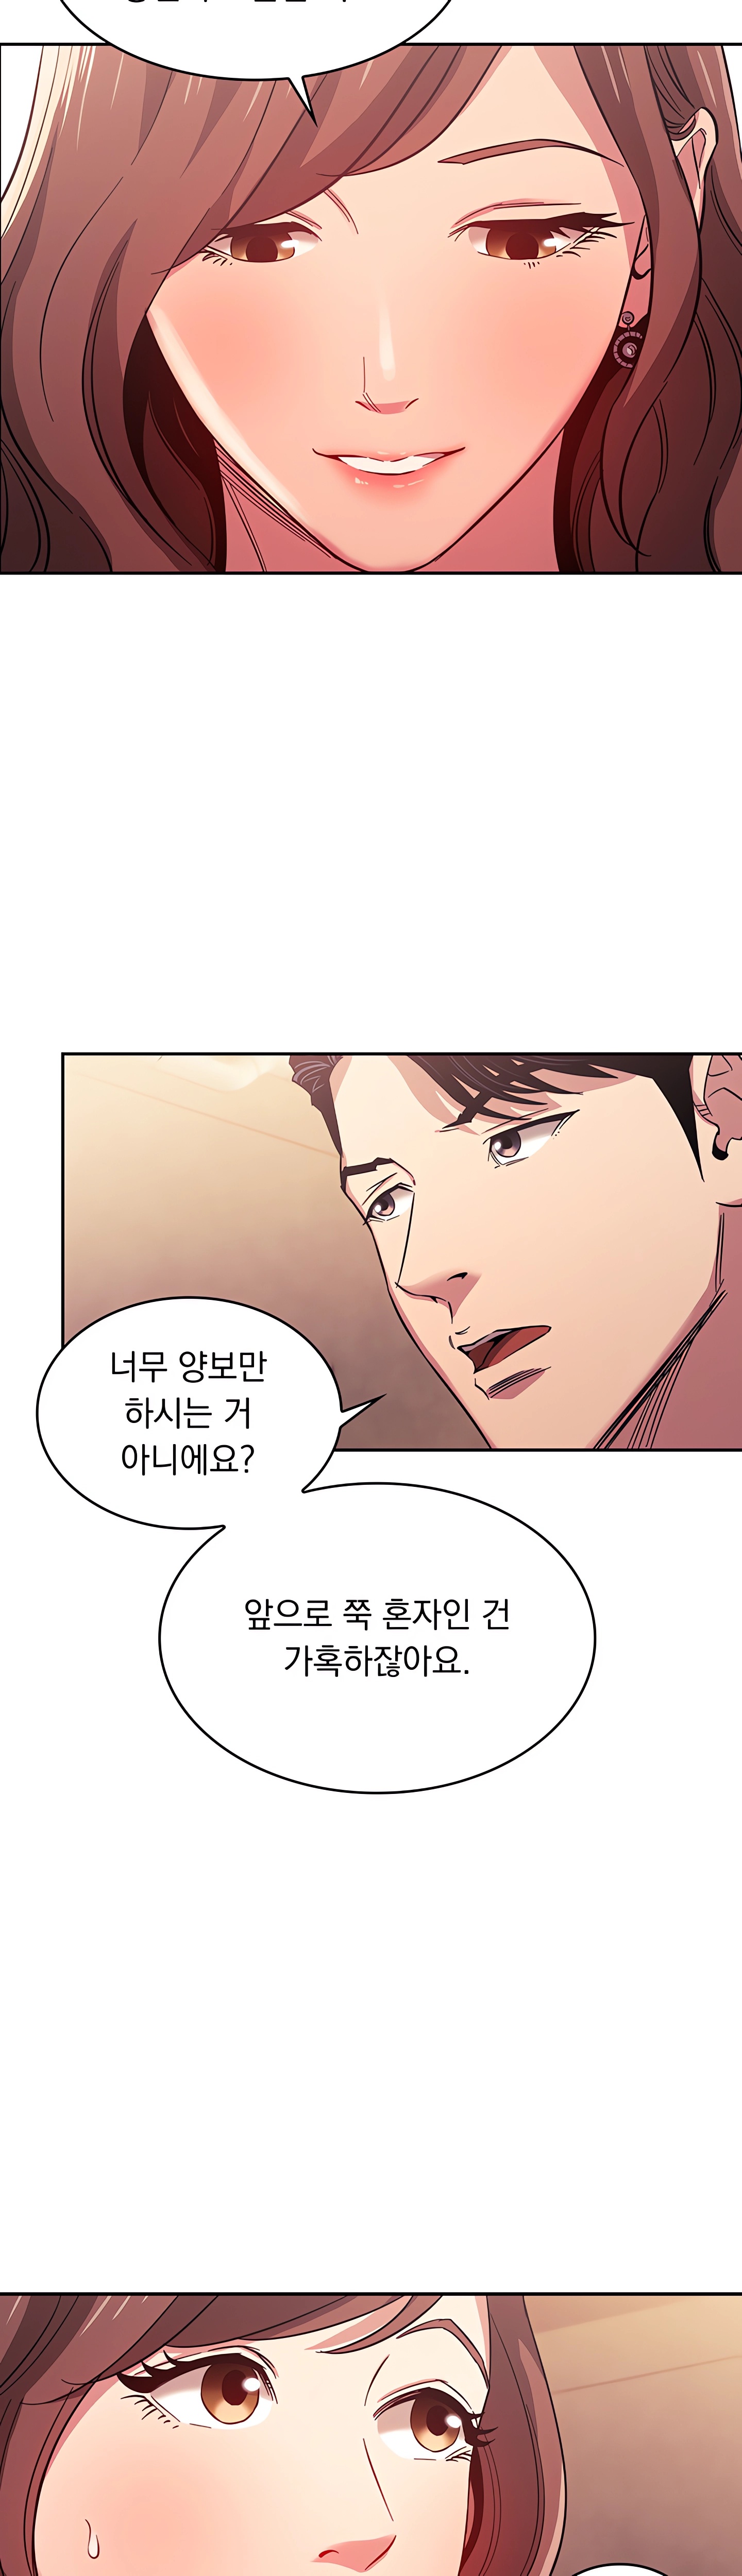 너무 양보만
하시는 거
아니에요?
앞으로 쭉 혼자인 건
가혹하잖아요.